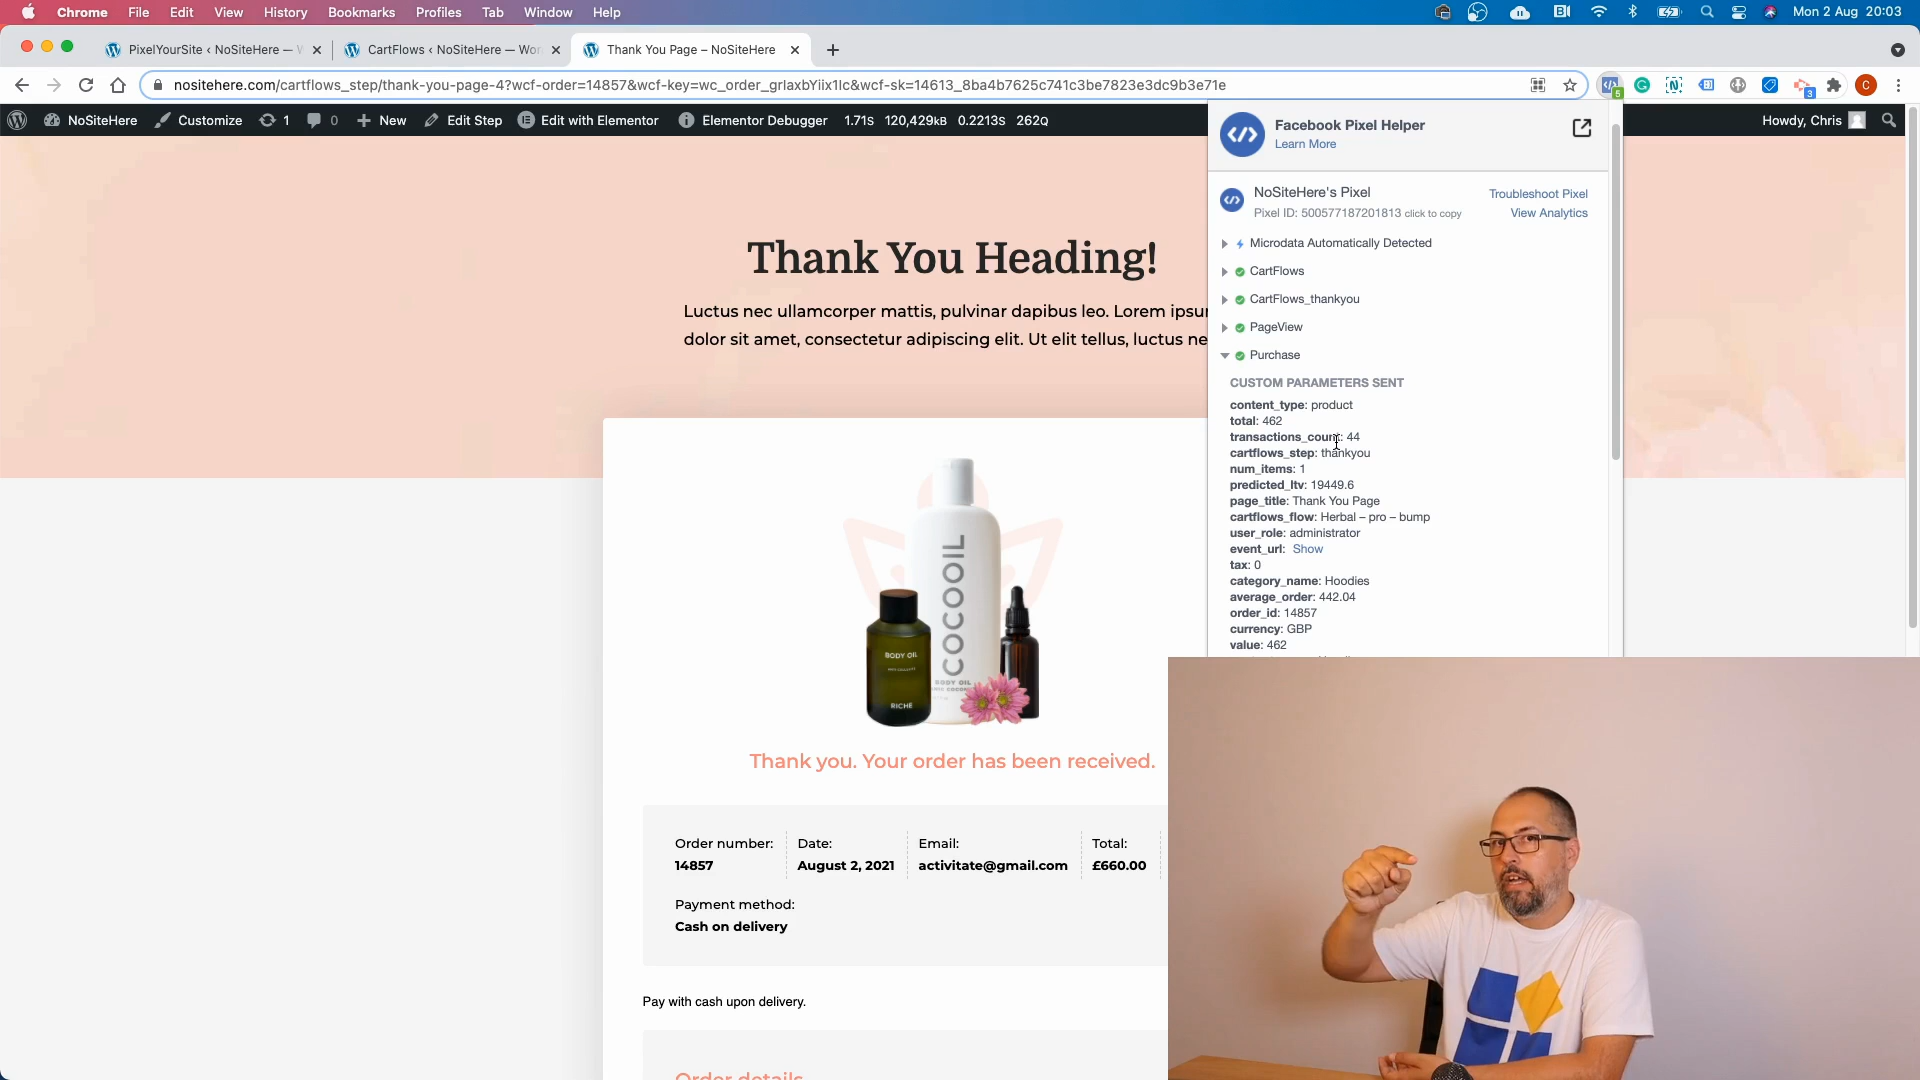 Chrome File Edit View History Bookmarks Profiles Tab Window Help Mon 2 Aug 20:03
PixelYourSite ‹ NoSiteHere —
CartFlows ‹ NoSiteHere — Wor
Thank You Page – NoSiteHere
nositehere.com/cartflows_step/thank-you-page-4?wcf-order=14857&wcf-key=wc_order_grIaxbYiix1Ic&wcf-sk=14613_8ba4b7625c741c3be7823e3dc9b3e71e
5
3
C
NoSiteHere Customize 1 0 New Edit Step Edit with Elementor Elementor Debugger 1.71s 120,429kB 0.2213s 262Q
Howdy, Chris
Thank You Heading!
Luctus nec ullamcorper mattis, pulvinar dapibus leo. Lorem ipsu
dolor sit amet, consectetur adipiscing elit. Ut elit tellus, luctus ne
COCOOIL
BODY OIL
BODY OIL
RICHE
Thank you. Your order has been received.
Order number:
14857
Date:
August 2, 2021
Email:
activitate@gmail.com
Total:
£660.00
Payment method:
Cash on delivery
Pay with cash upon delivery.
Order details
Facebook Pixel Helper
Learn More
NoSiteHere's Pixel
Troubleshoot Pixel
Pixel ID: 500577187201813 click to copy
View Analytics
Microdata Automatically Detected
CartFlows
CartFlows_thankyou
PageView
Purchase
CUSTOM PARAMETERS SENT
content_type: product
total: 462
transactions_count: 44
cartflows_step: thankyou
num_items: 1
predicted_ltv: 19449.6
page_title: Thank You Page
cartflows_flow: Herbal – pro – bump
user_role: administrator
event_url: Show
tax: 0
category_name: Hoodies
average_order: 442.04
order_id: 14857
currency: GBP
value: 462